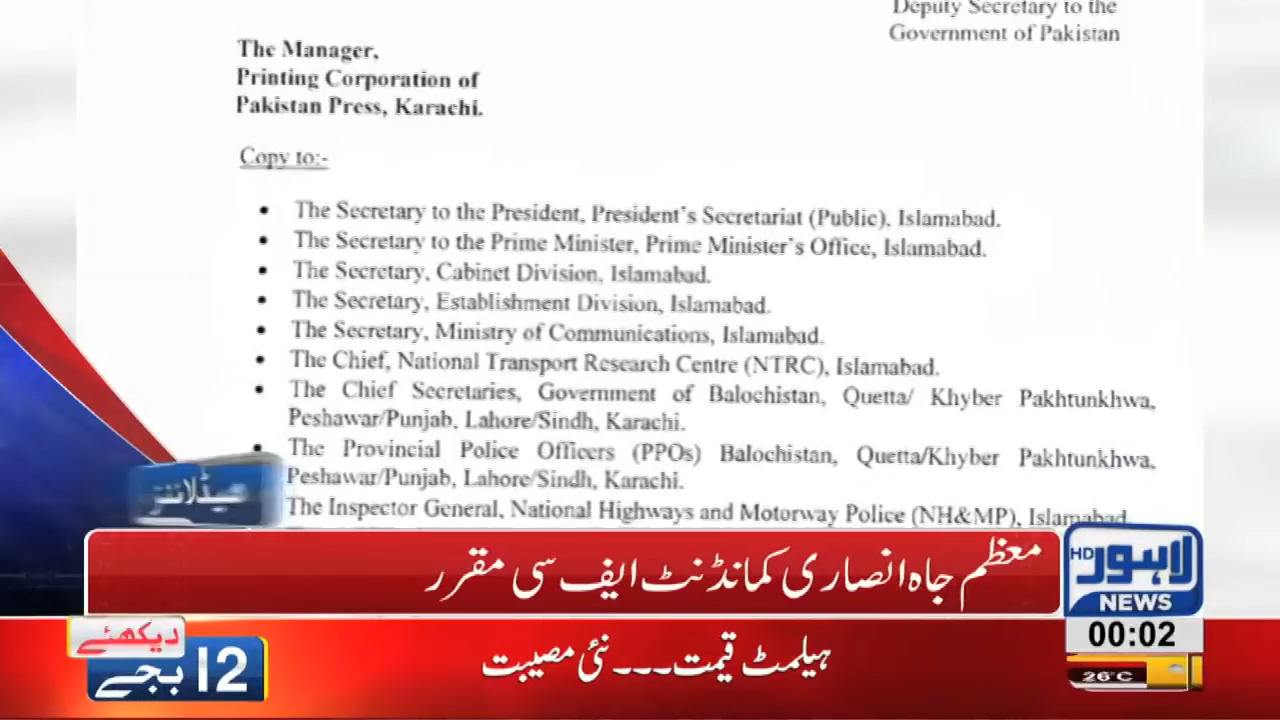 Deputy Secretary to the
Government of Pakistan
The Manager,
Printing Corporation of
Pakistan Press, Karachi.
Copy to:-
• The Secretary to the President, President's Secretariat (Public), Islamabad.
• The Secretary to the Prime Minister, Prime Minister's Office, Islamabad.
• The Secretary, Cabinet Division, Islamabad.
• The Secretary, Establishment Division, Islamabad.
• The Secretary, Ministry of Communications, Islamabad.
• The Chief, National Transport Research Centre (NTRC), Islamabad.
• The Chief Secretaries, Government of Balochistan, Quetta/ Khyber Pakhtunkhwa,
Peshawar/Punjab, Lahore/Sindh, Karachi.
• The Provincial Police Officers (PPOs) Balochistan, Quetta/Khyber Pakhtunkhwa,
Peshawar/Punjab, Lahore/Sindh, Karachi.
The Inspector General, National Highways and Motorway Police (NH&MP), Islamabad.
ہیڈلائنز
معظم جاہ انصاری کمانڈنٹ ایف سی مقرر
HD لاہور
NEWS
00:02
26°C
دیکھئے
12 بجے
ہیلمٹ قیمت۔۔۔نئی مصیبت